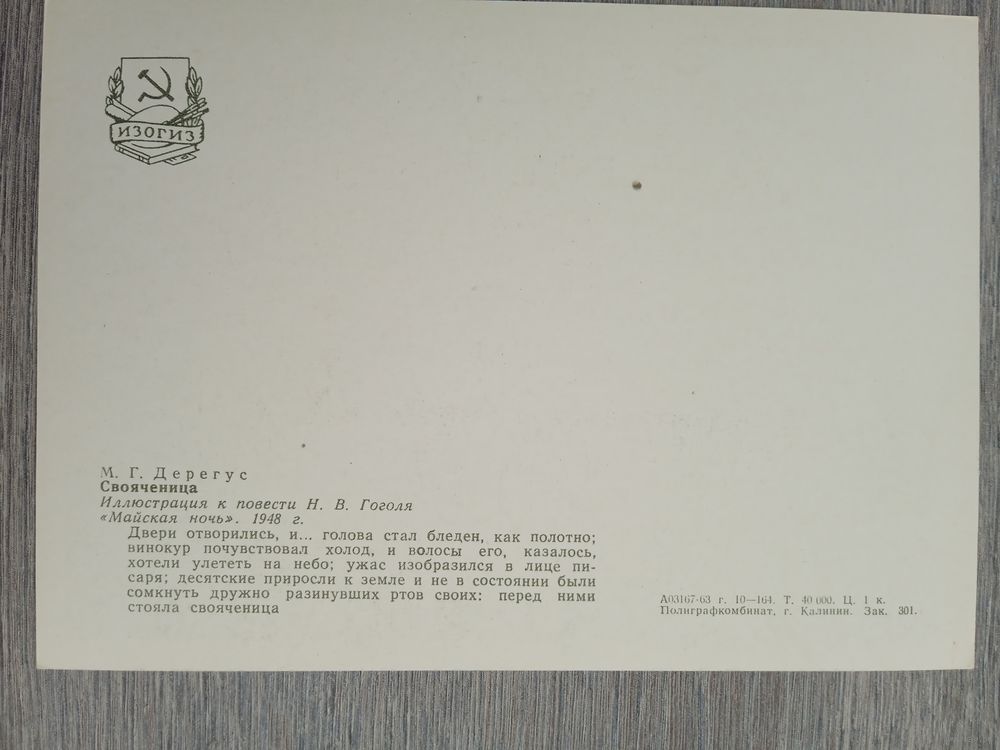 ИЗОГИЗ
М. Г. Дерегус
Свояченица
Иллюстрация к повести Н. В. Гоголя
«Майская ночь». 1948 г.
Двери отворились, и... голова стал бледен, как полотно;
винокур почувствовал холод, и волосы его, казалось,
хотели улететь на небо; ужас изобразился в лице пи-
саря; десятские приросли к земле и не в состоянии были
сомкнуть дружно разинувших ртов своих: перед ними
стояла свояченица
А03167-63 г. 10—164. Т. 40 000. Ц. 1 к.
Полиграфкомбинат, г. Калинин. Зак. 301.